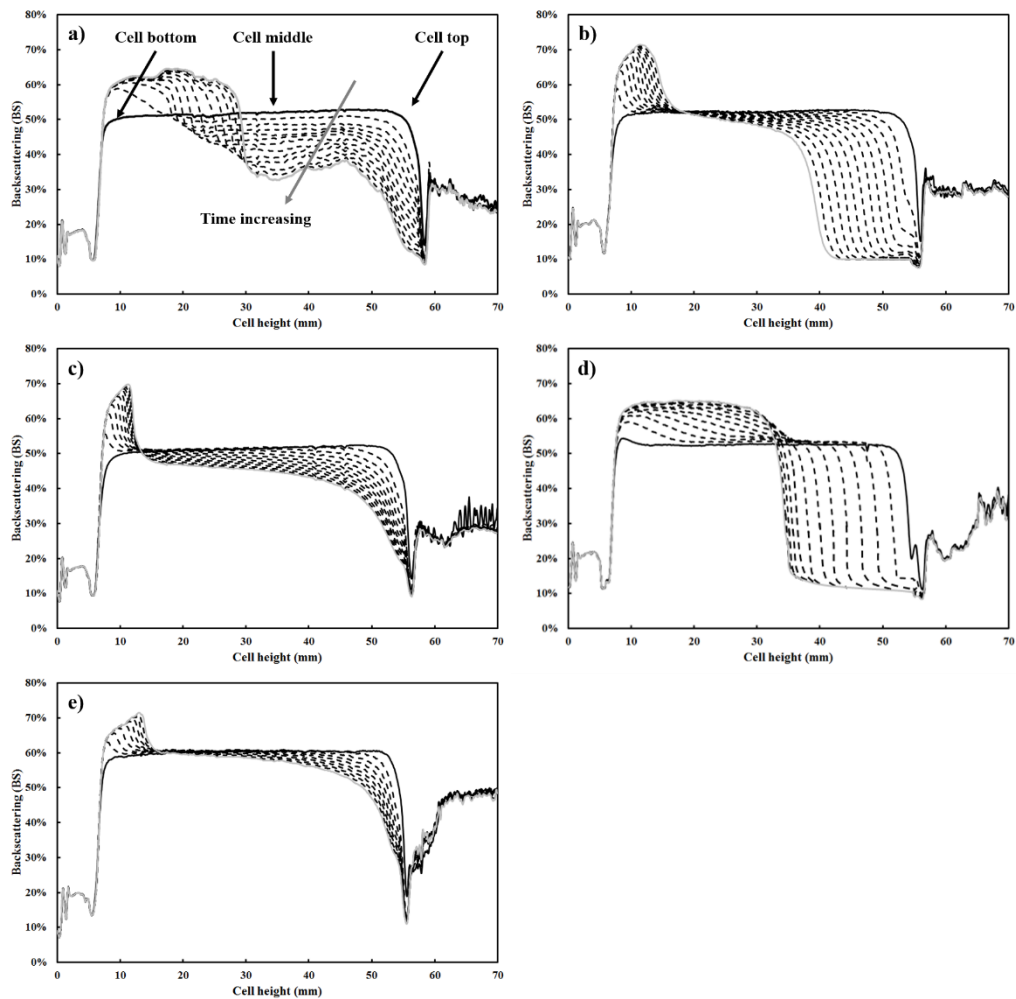 a)
Cell bottom
Cell middle
Cell top
Time increasing
80%
70%
60%
50%
40%
30%
20%
10%
0%
Backscattering (BS)
0 10 20 30 40 50 60 70
Cell height (mm)
b)
80%
70%
60%
50%
40%
30%
20%
10%
0%
Backscattering (BS)
0 10 20 30 40 50 60 70
Cell height (mm)
c)
80%
70%
60%
50%
40%
30%
20%
10%
0%
Backscattering (BS)
0 10 20 30 40 50 60 70
Cell height (mm)
d)
80%
70%
60%
50%
40%
30%
20%
10%
0%
Backscattering (BS)
0 10 20 30 40 50 60 70
Cell height (mm)
e)
80%
70%
60%
50%
40%
30%
20%
10%
0%
Backscattering (BS)
0 10 20 30 40 50 60 70
Cell height (mm)